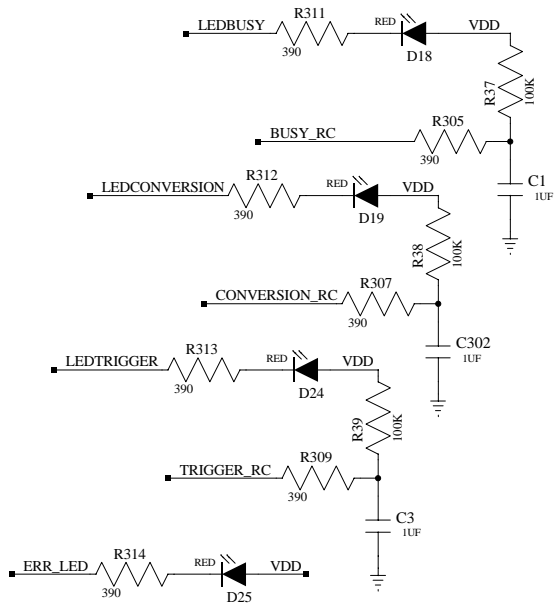 R311
LEDBUSY
RED
VDD
390
D18
R37
100K
R305
BUSY_RC
390
C1
1UF
R312
LEDCONVERSION
RED
VDD
390
D19
R38
100K
R307
CONVERSION_RC
390
C302
1UF
R313
LEDTRIGGER
RED
VDD
390
D24
R39
100K
R309
TRIGGER_RC
390
C3
1UF
R314
ERR_LED
RED
VDD
390
D25